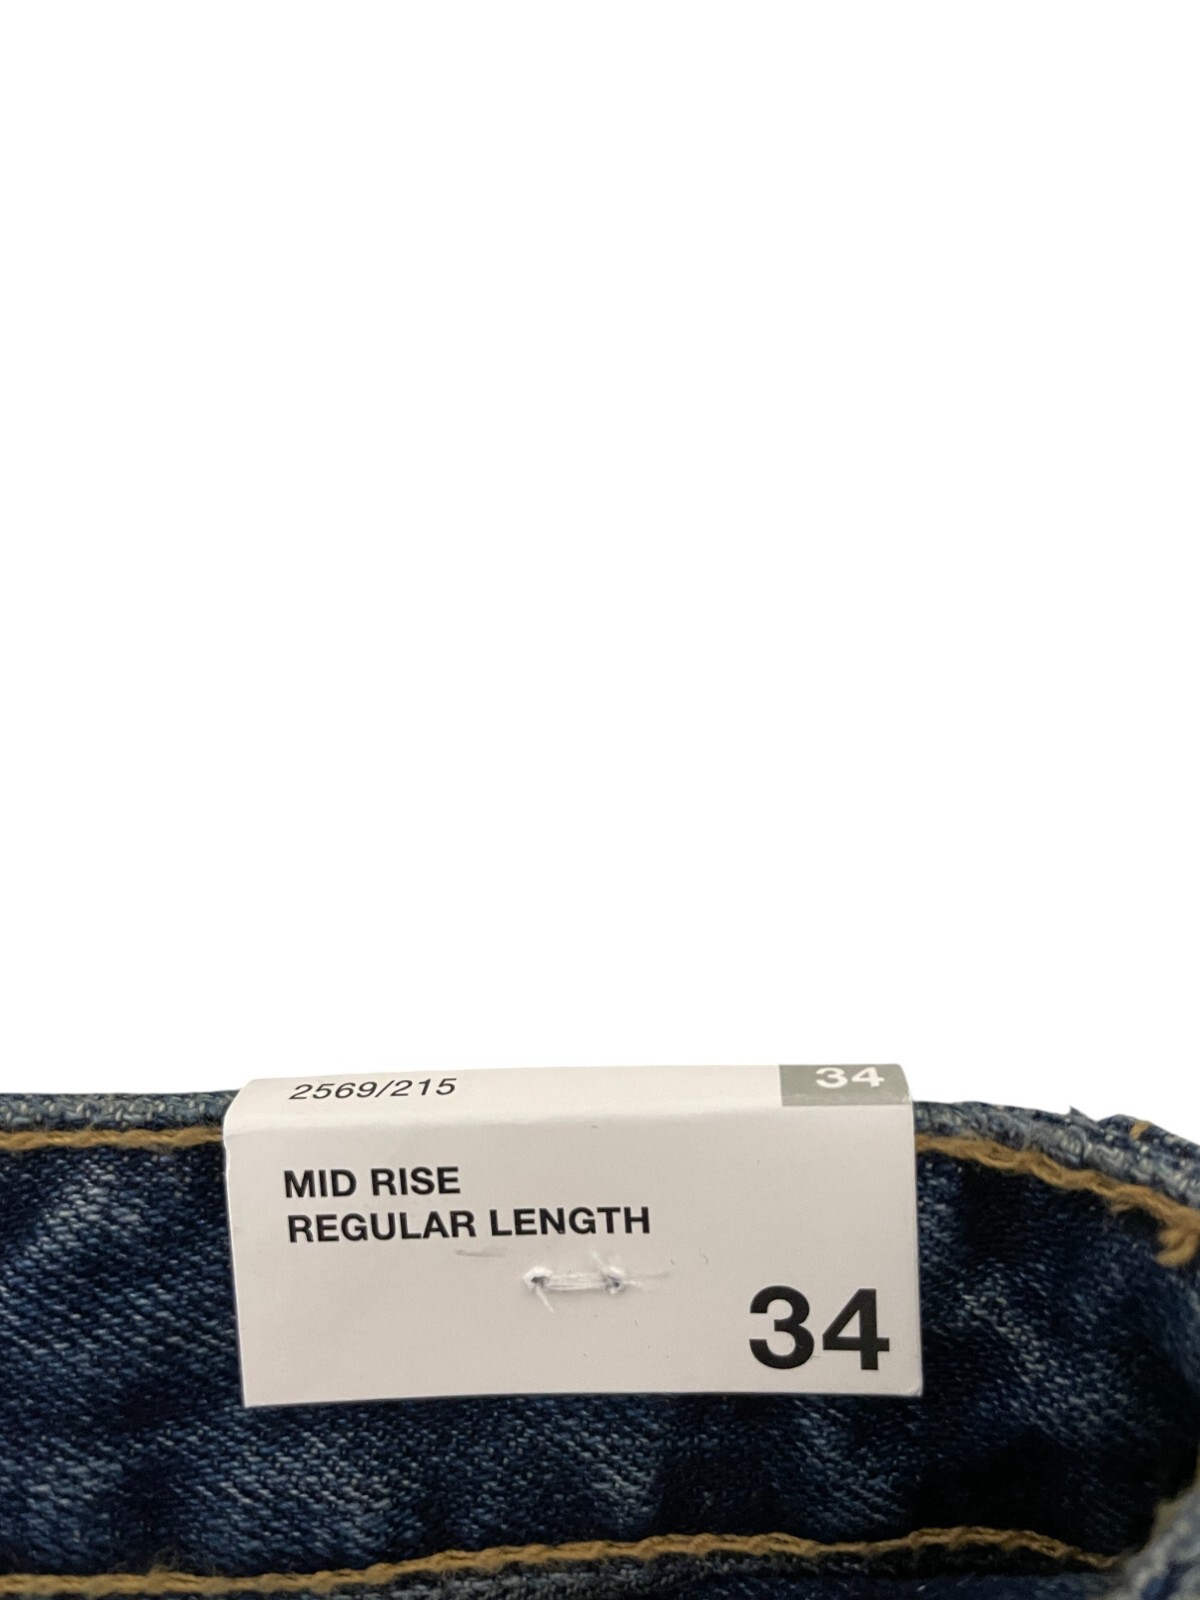 2569/215
34
MID RISE
REGULAR LENGTH
34